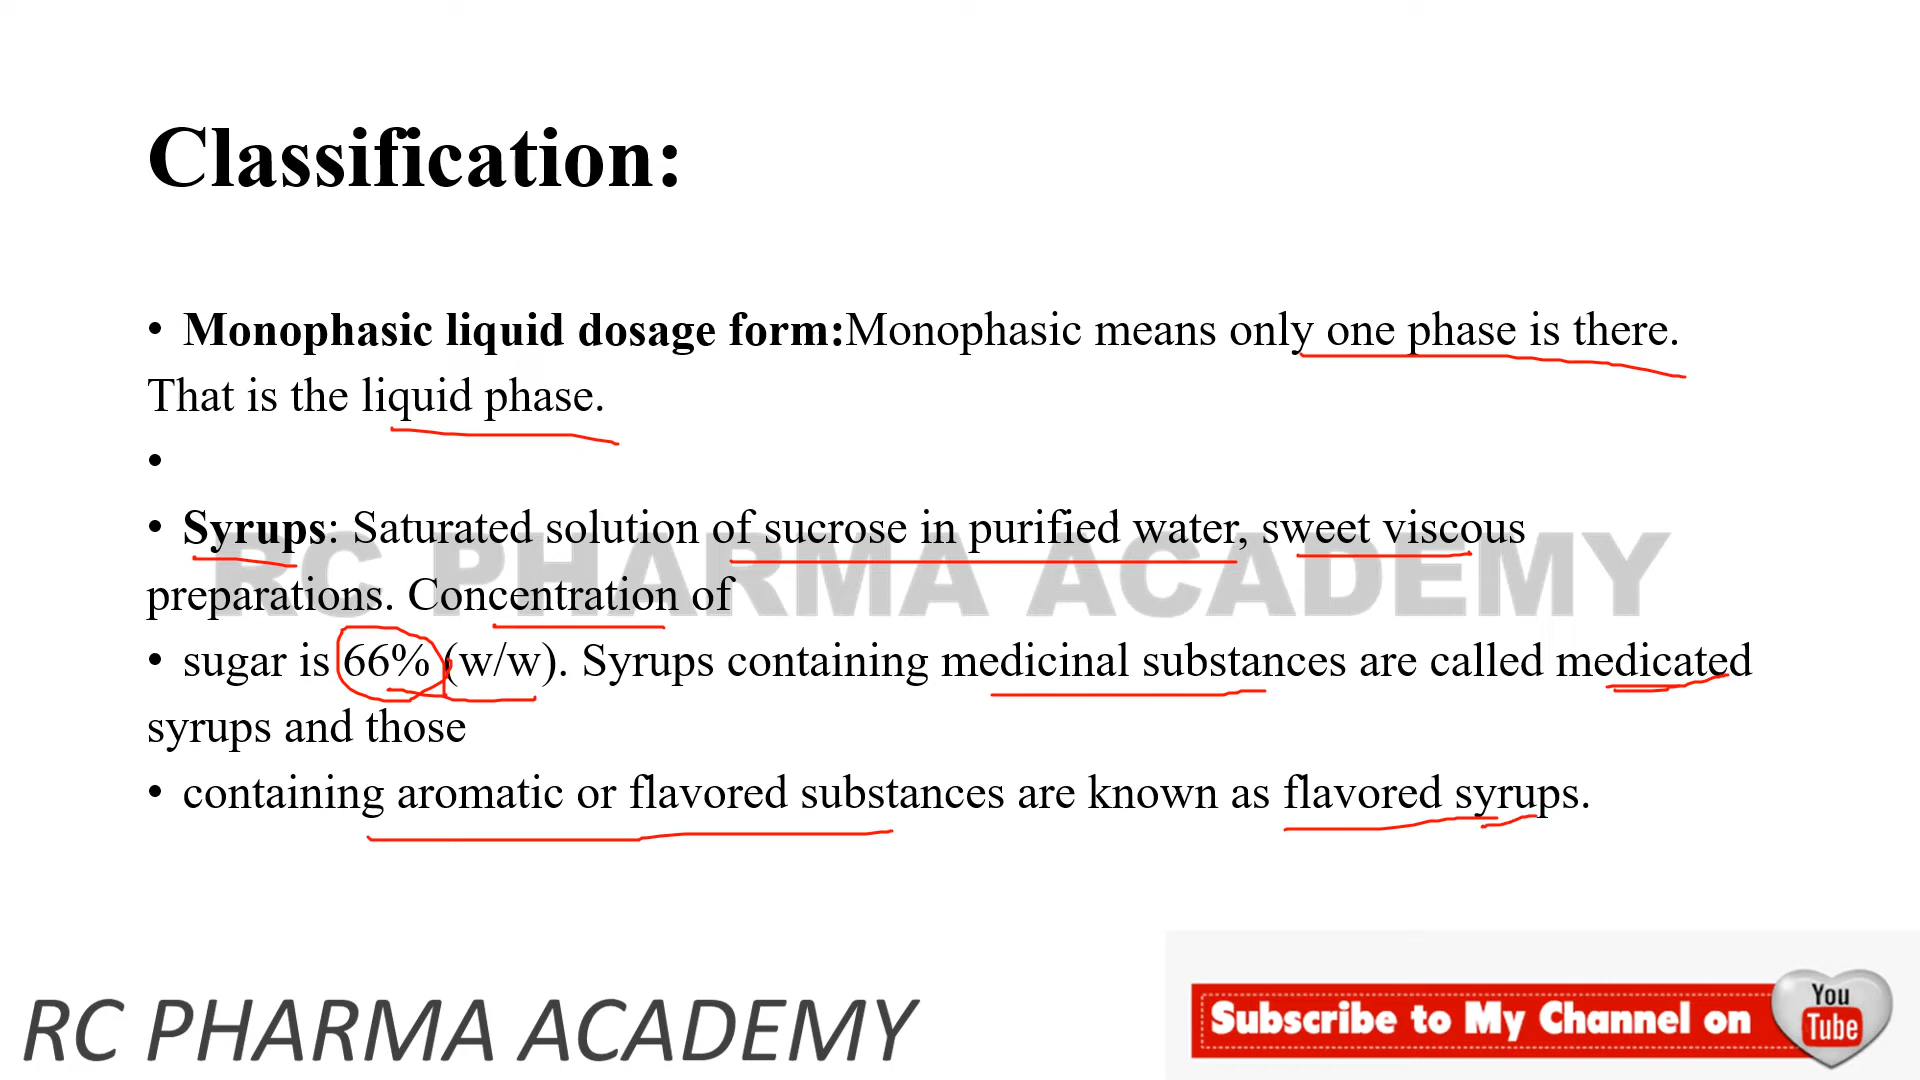 Classification:
• Monophasic liquid dosage form:Monophasic means only one phase is there.
That is the liquid phase.
•
• Syrups: Saturated solution of sucrose in purified water, sweet viscous
preparations. Concentration of
• sugar is 66% (w/w). Syrups containing medicinal substances are called medicated
syrups and those
• containing aromatic or flavored substances are known as flavored syrups.
RC PHARMA ACADEMY
RC PHARMA ACADEMY
Subscribe to My Channel on
You
Tube